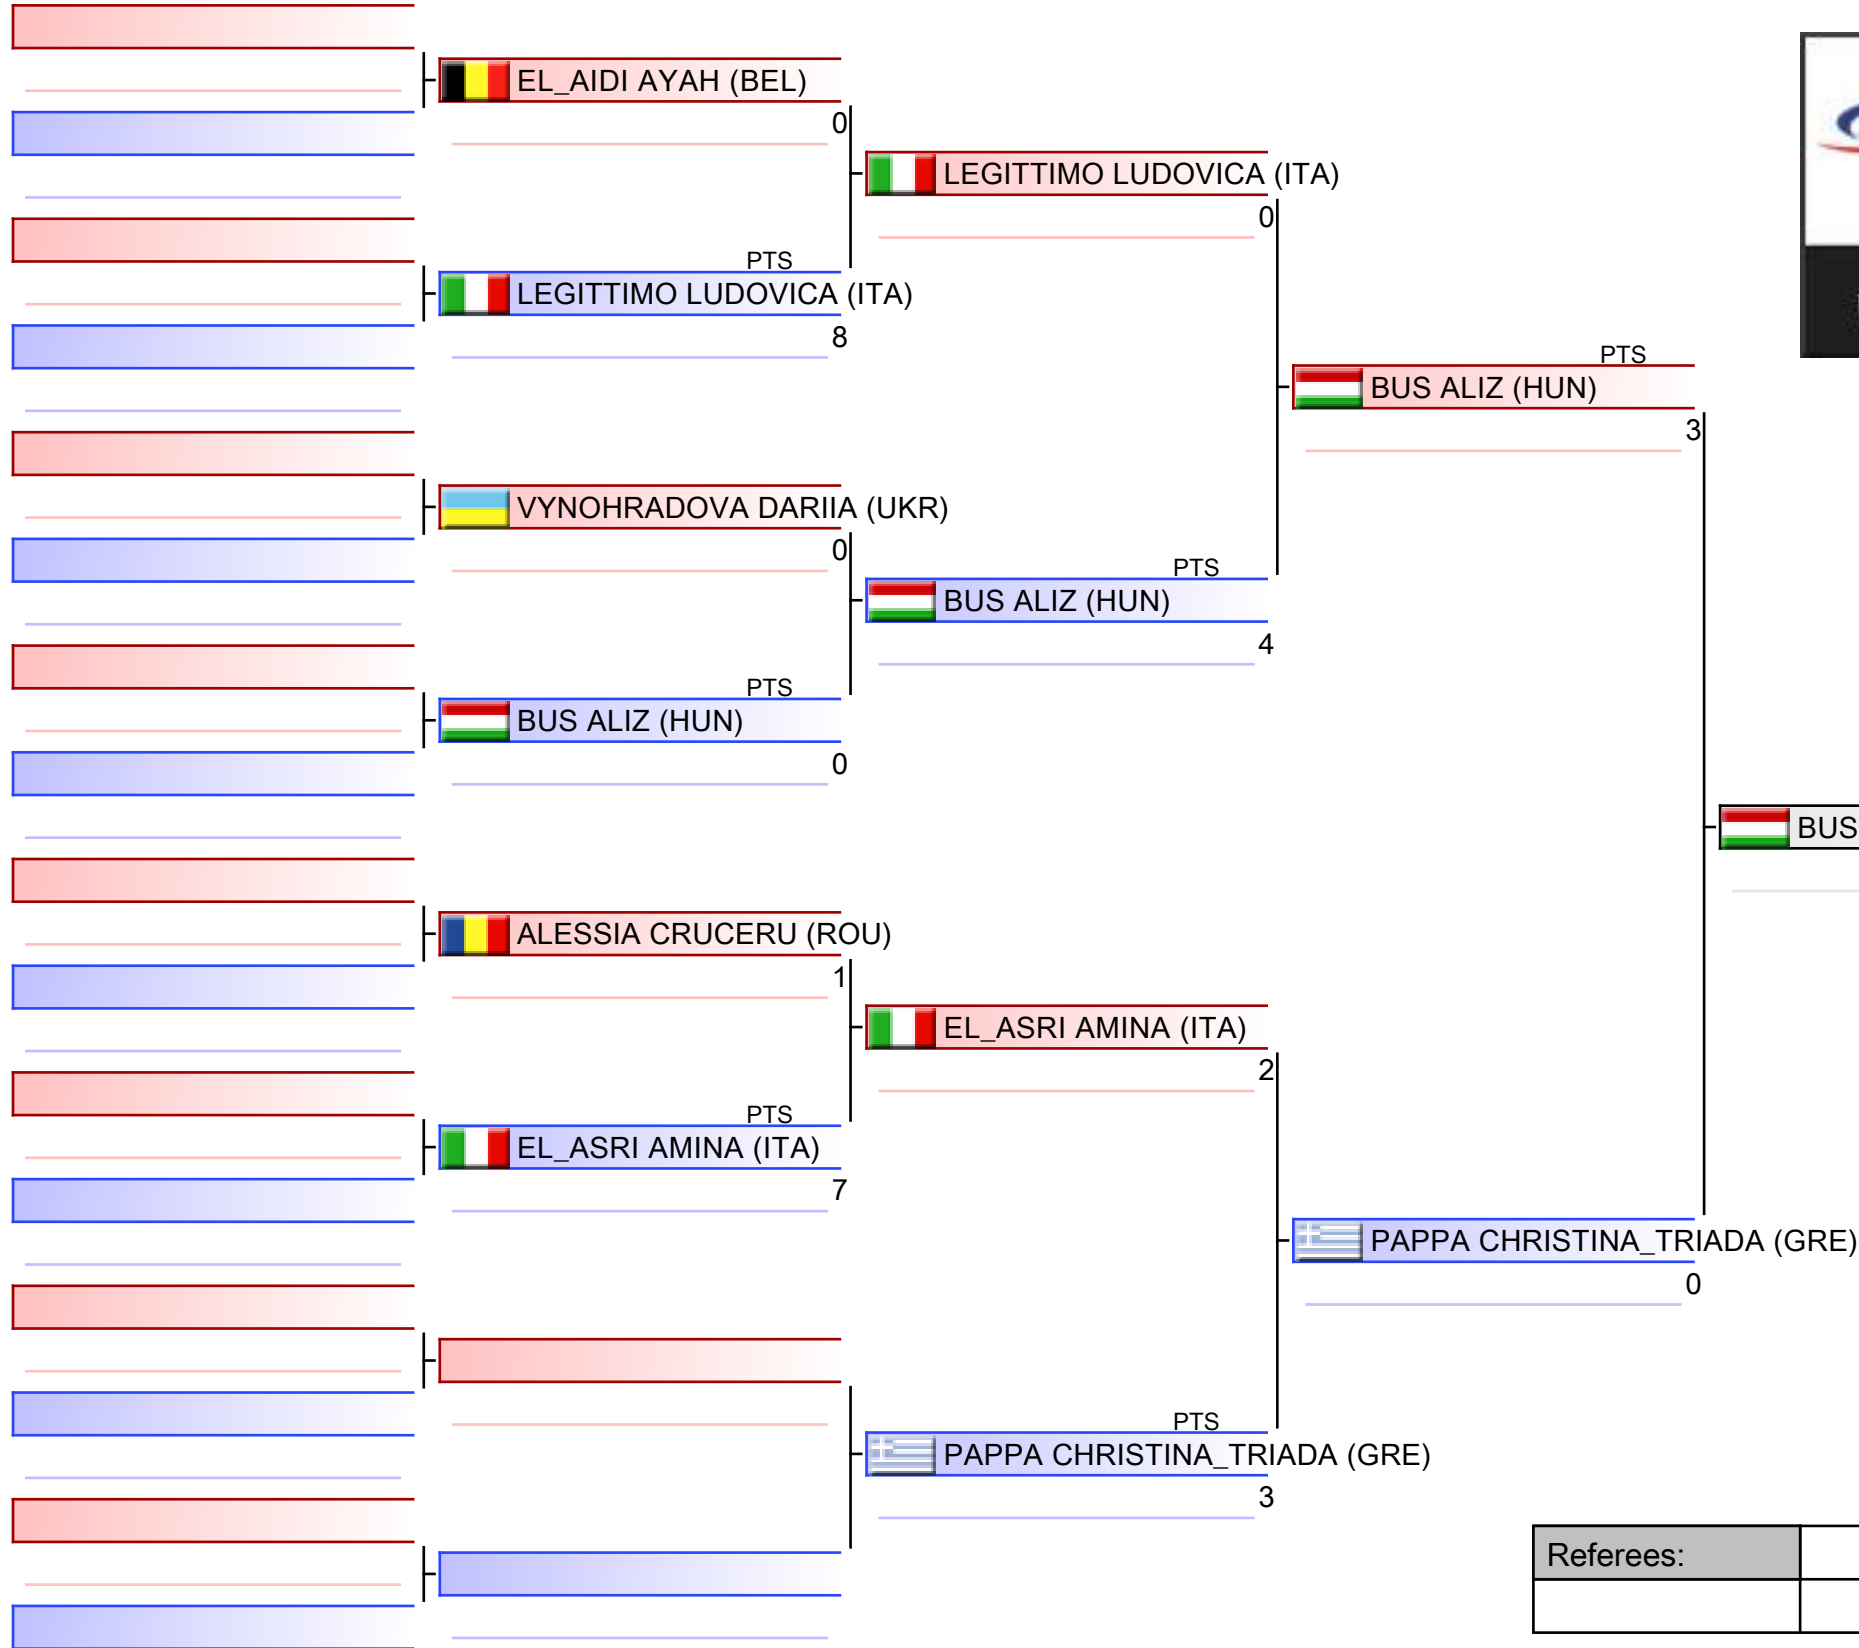 EL_AIDI AYAH (BEL)
0
PTS
LEGITTIMO LUDOVICA (ITA)
8
VYNOHRADOVA DARIIA (UKR)
0
PTS
BUS ALIZ (HUN)
0
ALESSIA CRUCERU (ROU)
1
PTS
EL_ASRI AMINA (ITA)
7
LEGITTIMO LUDOVICA (ITA)
0
PTS
BUS ALIZ (HUN)
4
EL_ASRI AMINA (ITA)
2
PTS
PAPPA CHRISTINA_TRIADA (GRE)
3
PTS
BUS ALIZ (HUN)
3
PAPPA CHRISTINA_TRIADA (GRE)
0
BUS
Referees: